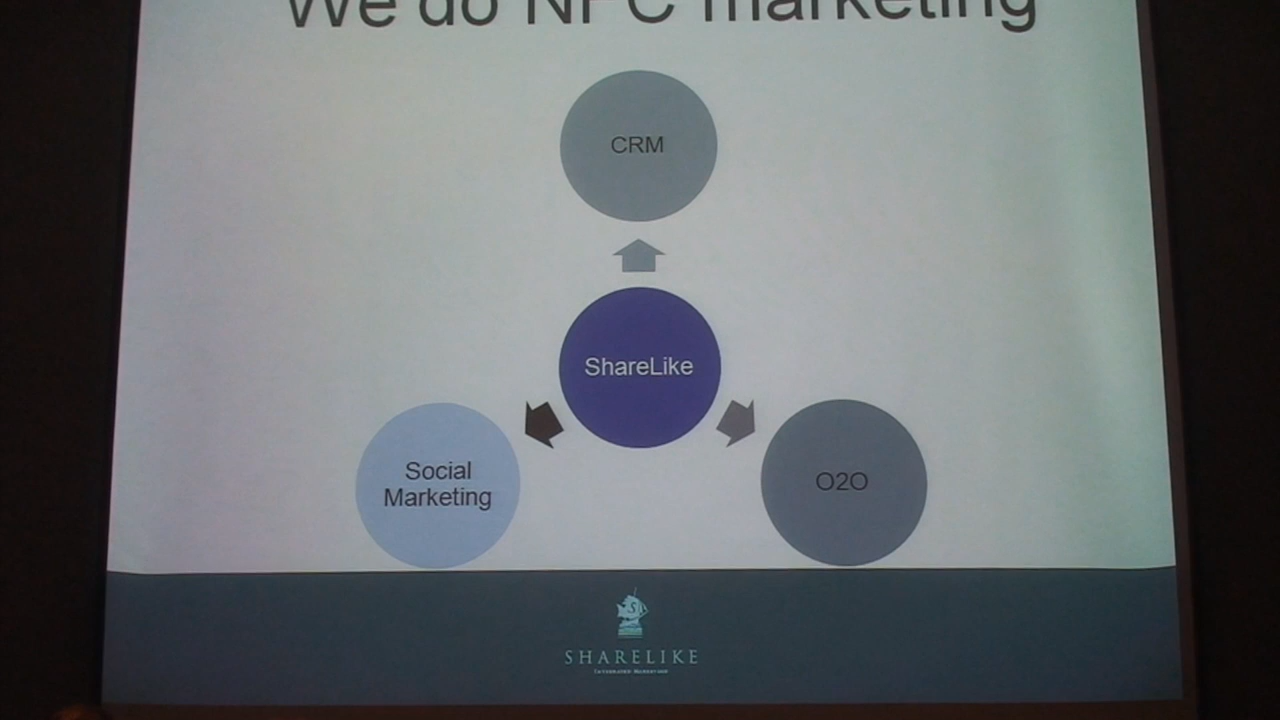 We do NFC marketing
CRM
ShareLike
Social
Marketing
O2O
SHARELIKE